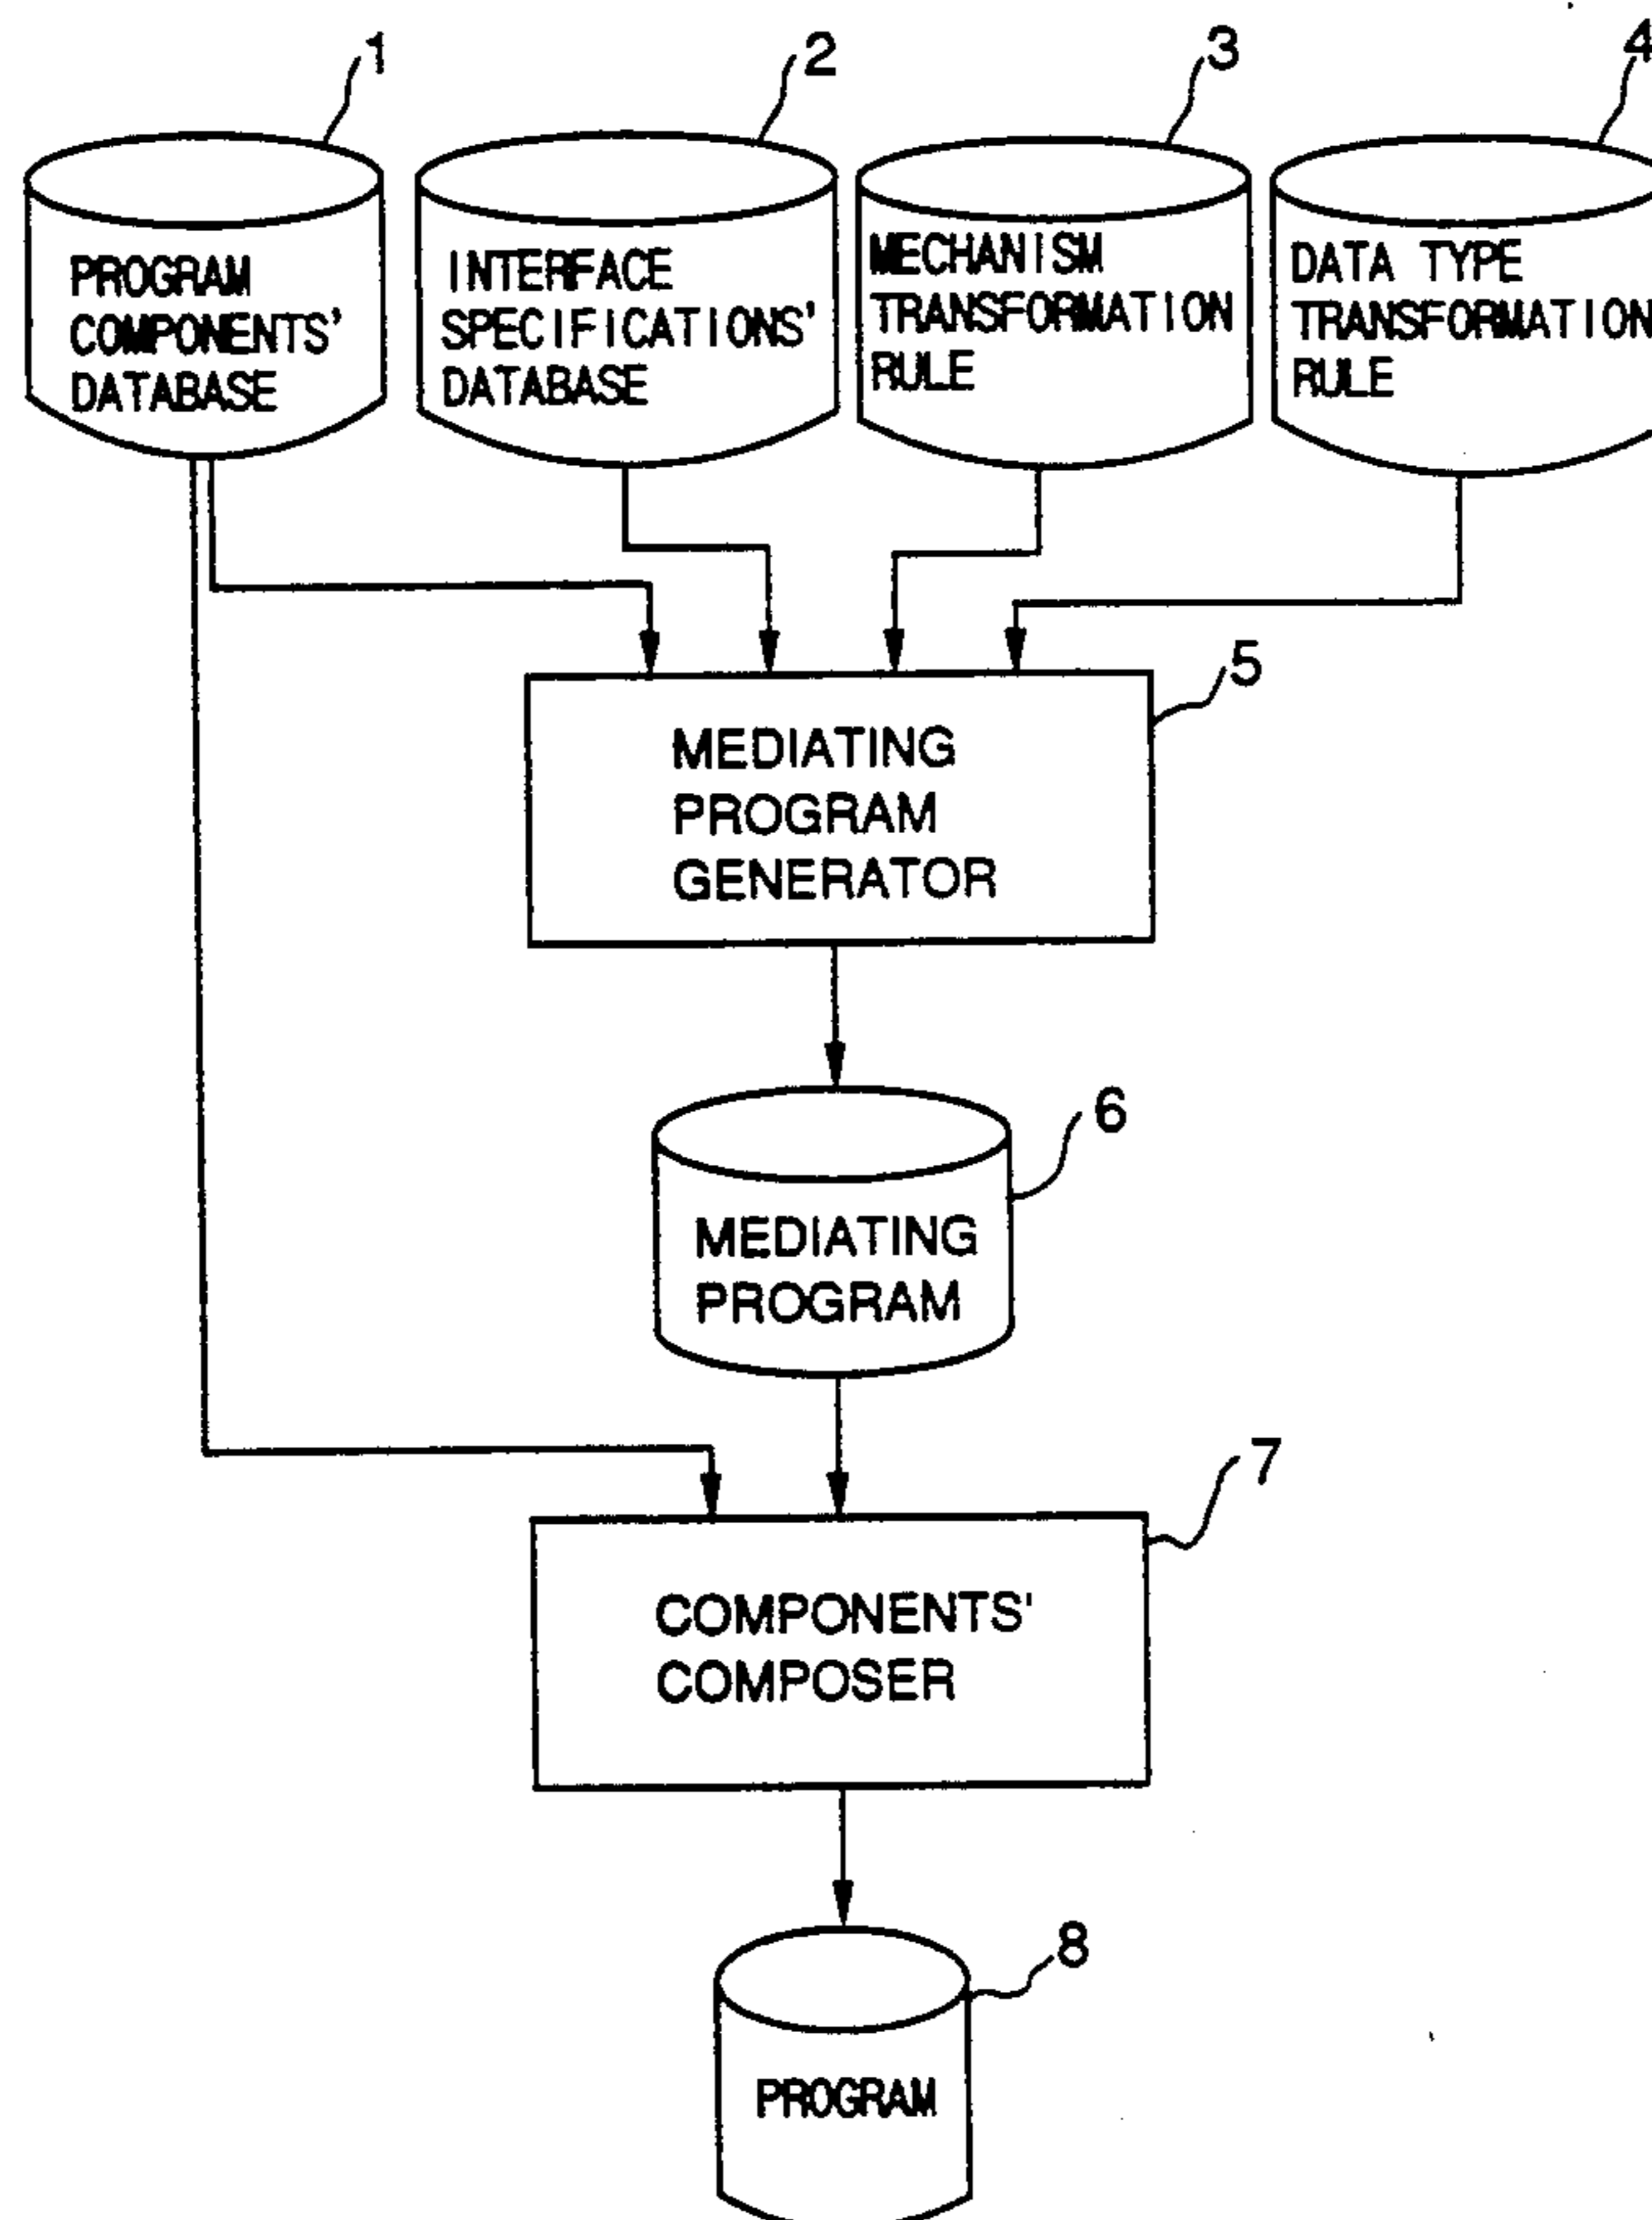 1
2
3
4
PROGRAM
COMPONENTS'
DATABASE
INTERFACE
SPECIFICATIONS'
DATABASE
MECHANISM
TRANSFORMATION
RULE
DATA TYPE
TRANSFORMATION
RULE
5
MEDIATING
PROGRAM
GENERATOR
6
MEDIATING
PROGRAM
7
COMPONENTS'
COMPOSER
8
PROGRAM